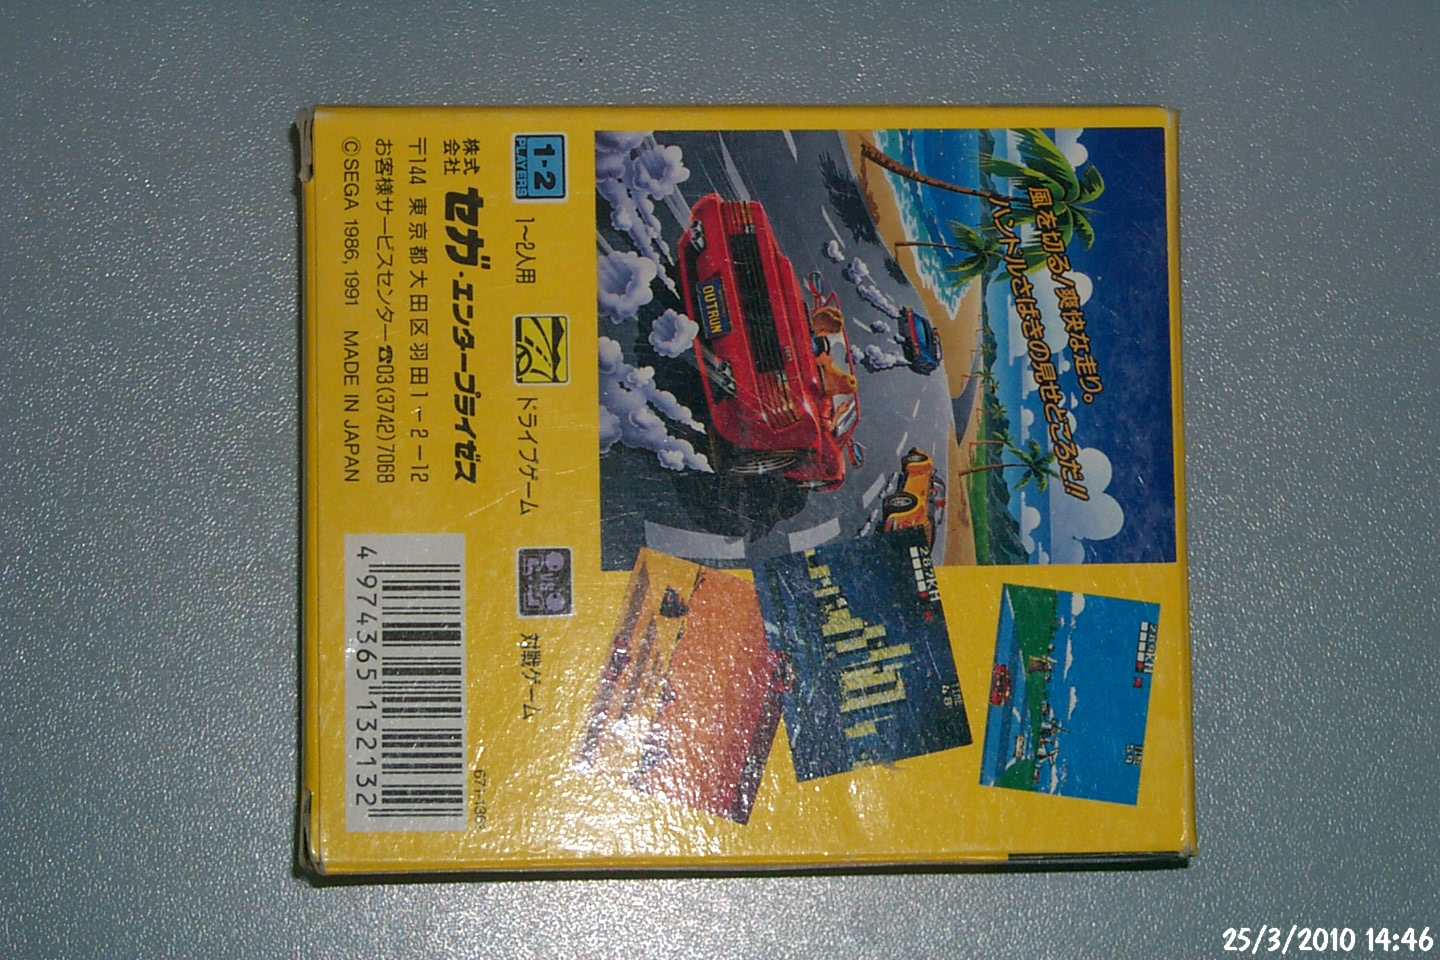 風を切る!爽快な走り。
ハンドルさばきの見せどころだ!!
OUTRUN
289KH
287KH
1-2
PLAYERS
1〜2人用
ドライブゲーム
対戦ゲーム
株式会社 セガ・エンタープライゼス
〒144 東京都大田区羽田1-2-12
お客様サービスセンター ☎03(3742)7068
©SEGA 1986, 1991 MADE IN JAPAN
4974365132132
25/3/2010 14:46